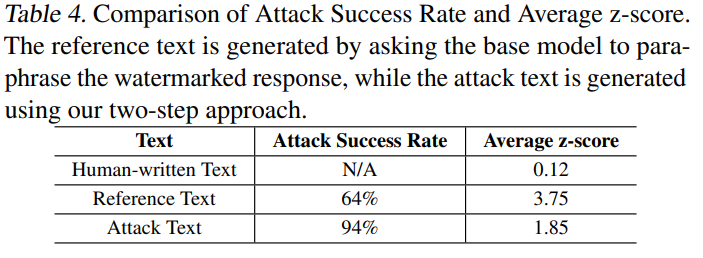 Table 4. Comparison of Attack Success Rate and Average z-score.
The reference text is generated by asking the base model to para-
phrase the watermarked response, while the attack text is generated
using our two-step approach.
Text Attack Success Rate Average z-score
Human-written Text N/A 0.12
Reference Text 64% 3.75
Attack Text 94% 1.85